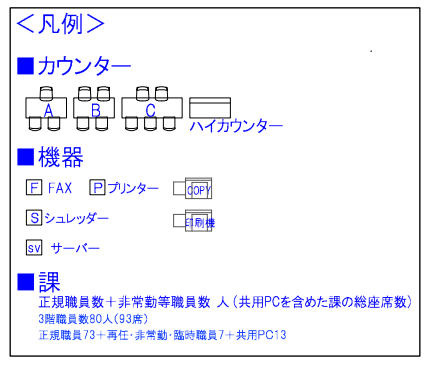 <凡例>
■カウンター
A B C
ハイカウンター
■機器
F FAX P プリンター COPY
S シュレッダー 印刷機
SV サーバー
■課
正規職員数+非常勤等職員数 人(共用PCを含めた課の総座席数)
3階職員数80人(93席)
正規職員73+再任・非常勤・臨時職員7+共用PC13